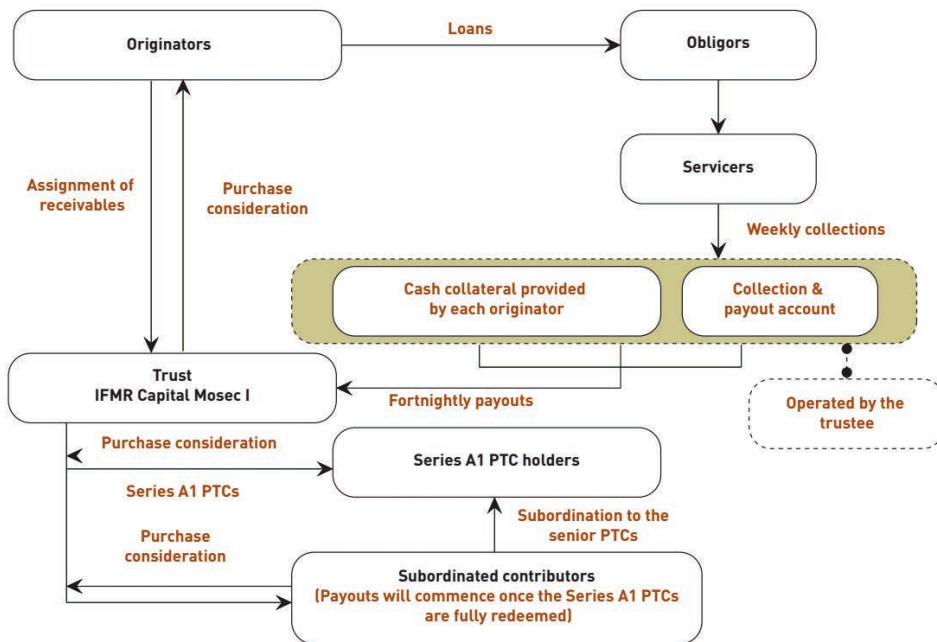 Loans
Originators
Obligors
Servicers
Assignment of
receivables
Purchase
consideration
Weekly collections
Cash collateral provided
by each originator
Collection &
payout account
Trust
IFMR Capital Mosec I
Fortnightly payouts
Operated by the
trustee
Purchase consideration
Series A1 PTC holders
Series A1 PTCs
Subordination to the
senior PTCs
Purchase
consideration
Subordinated contributors
(Payouts will commence once the Series A1 PTCs
are fully redeemed)